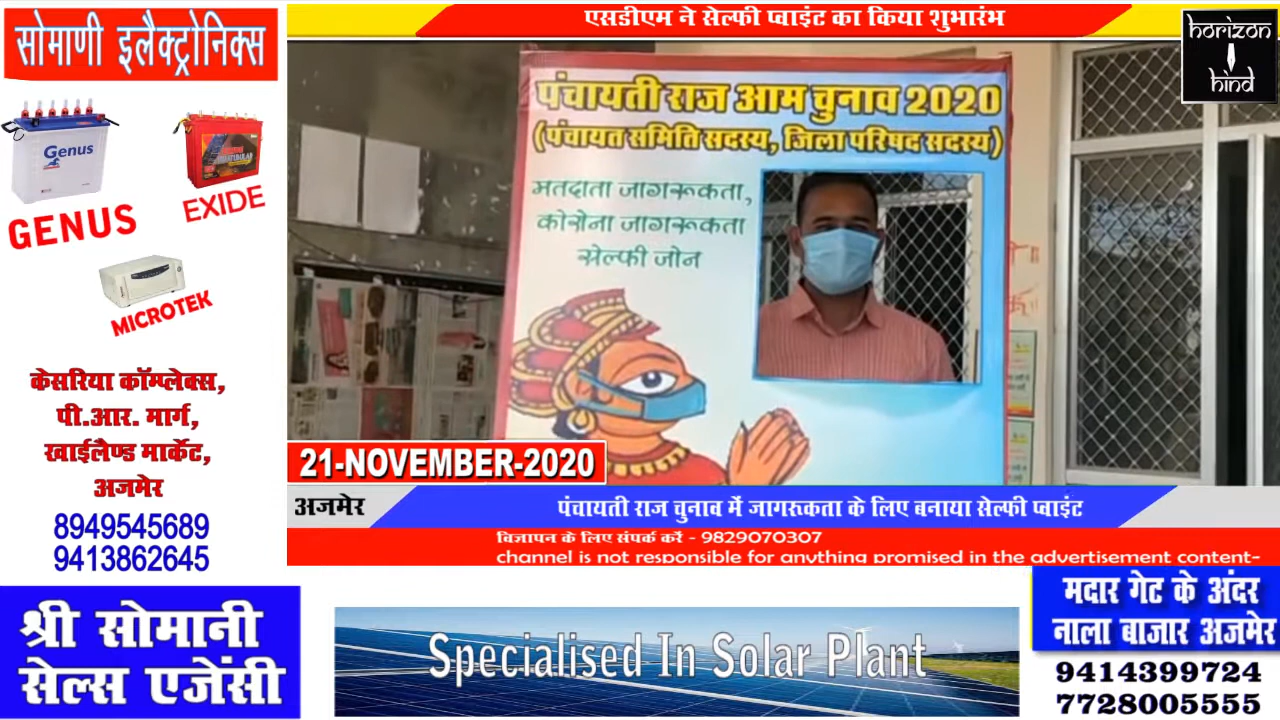 सोमाणी इलैक्ट्रोनिक्स
Genus
GENUS
EXIDE
MICROTEK
केसरिया कॉम्प्लेक्स,
पी.आर. मार्ग,
खाईलैण्ड मार्केट,
अजमेर
8949545689
9413862645
एसडीएम ने सेल्फी प्वाइंट का किया शुभारंभ
horizon
hind
पंचायती राज आम चुनाव 2020
(पंचायत समिति सदस्य, जिला परिषद सदस्य)
मतदाता जागरूकता,
कोरोना जागरूकता
सेल्फी जोन
21-NOVEMBER-2020
अजमेर
पंचायती राज चुनाव में जागरूकता के लिए बनाया सेल्फी प्वाइंट
विज्ञापन के लिए संपर्क करें - 9829070307
channel is not responsible for anything promised in the advertisement content-
श्री सोमानी
सेल्स एजेंसी
Specialised In Solar Plant
मदार गेट के अंदर
नाला बाजार अजमेर
9414399724
7728005555